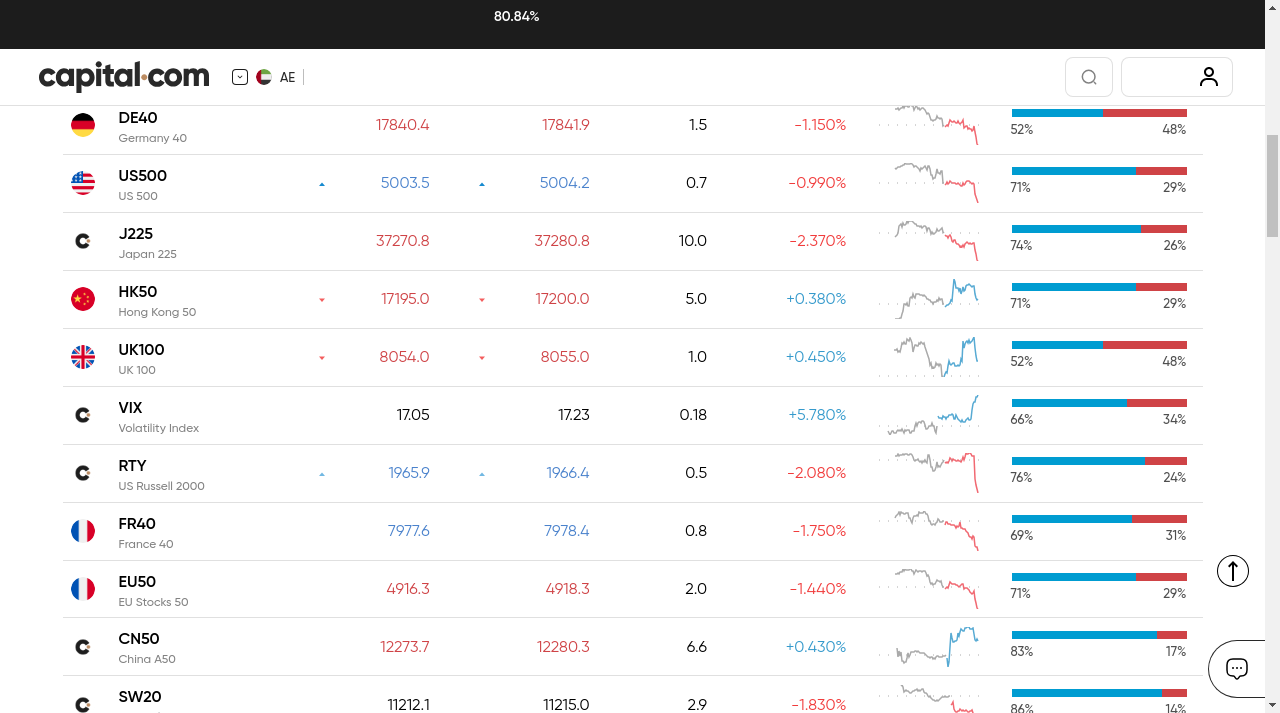 80.84%
capital.com
AE
DE40
Germany 40
17840.4
17841.9
1.5
-1.150%
52%
48%
US500
US 500
5003.5
5004.2
0.7
-0.990%
71%
29%
J225
Japan 225
37270.8
37280.8
10.0
-2.370%
74%
26%
HK50
Hong Kong 50
17195.0
17200.0
5.0
+0.380%
71%
29%
UK100
UK 100
8054.0
8055.0
1.0
+0.450%
52%
48%
VIX
Volatility Index
17.05
17.23
0.18
+5.780%
66%
34%
RTY
US Russell 2000
1965.9
1966.4
0.5
-2.080%
76%
24%
FR40
France 40
7977.6
7978.4
0.8
-1.750%
69%
31%
EU50
EU Stocks 50
4916.3
4918.3
2.0
-1.440%
71%
29%
CN50
China A50
12273.7
12280.3
6.6
+0.430%
83%
17%
SW20
11212.1
11215.0
2.9
-1.830%
86%
14%